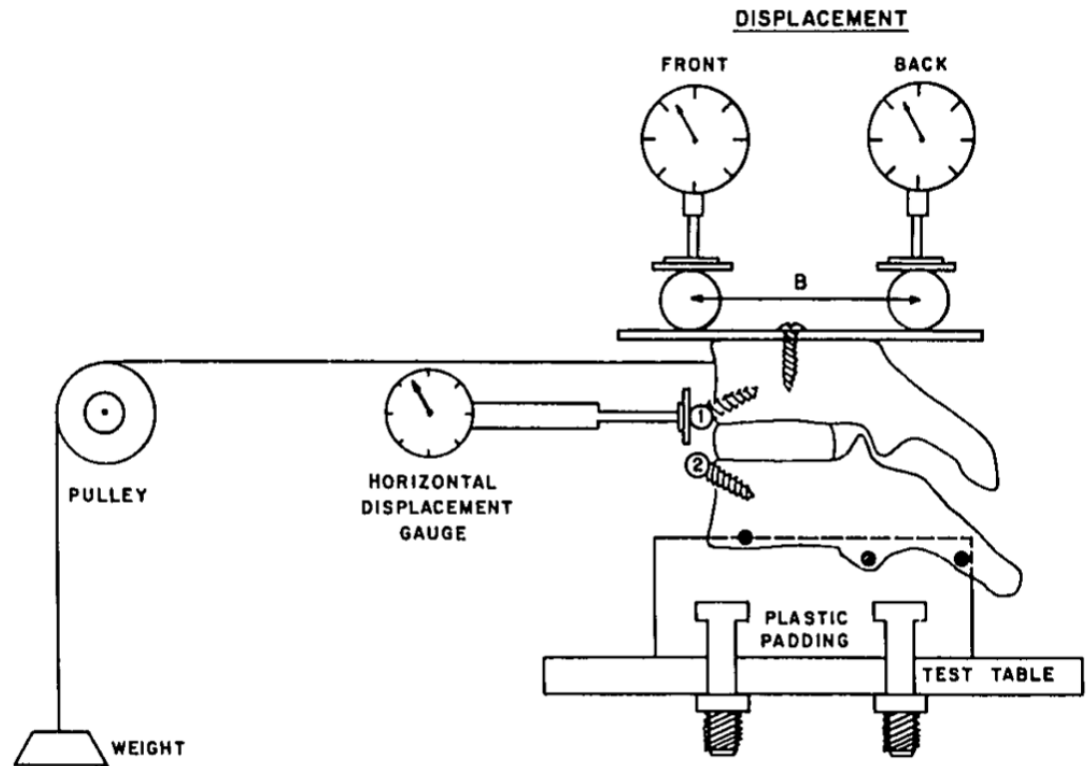 DISPLACEMENT
FRONT
BACK
B
1
PULLEY
HORIZONTAL
DISPLACEMENT
GAUGE
2
PLASTIC
PADDING
TEST TABLE
WEIGHT